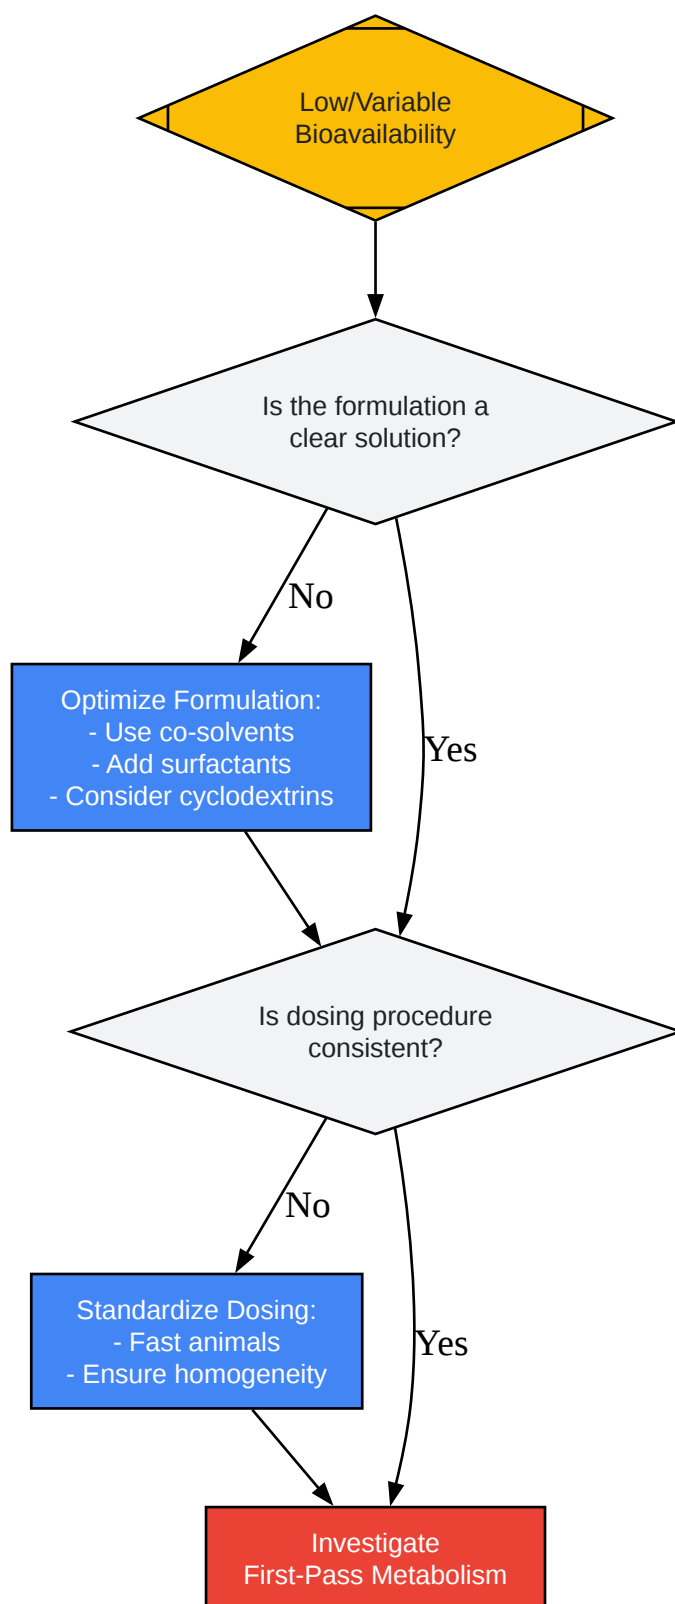 Low/Variable
Bioavailability
Is the formulation a
clear solution?
No
Optimize Formulation:
- Use co-solvents
- Add surfactants
- Consider cyclodextrins
Yes
Is dosing procedure
consistent?
No
Standardize Dosing:
- Fast animals
- Ensure homogeneity
Yes
Investigate
First-Pass Metabolism